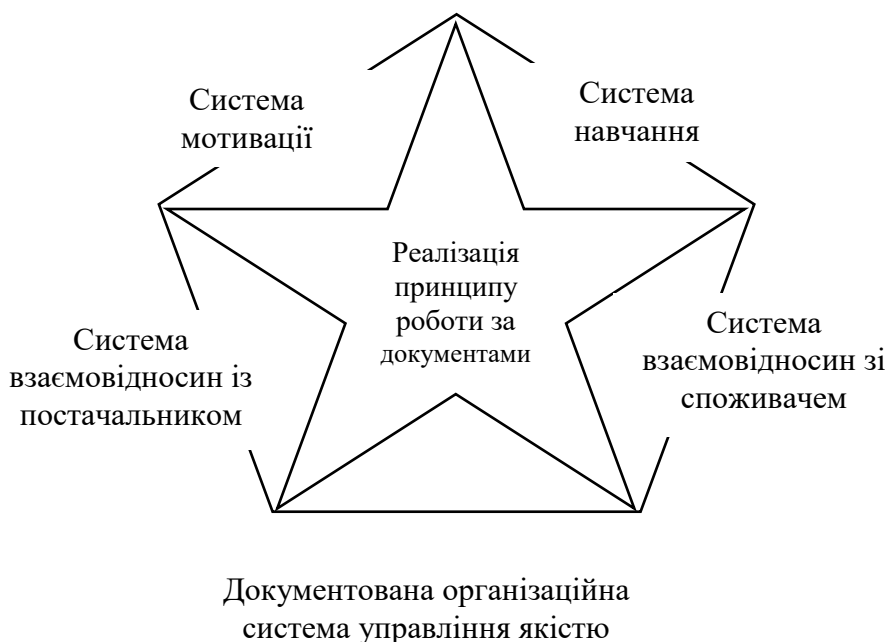 Система
мотивації
Система
навчання
Реалізація
принципу
роботи за
документами
Система
взаємовідносин із
постачальником
Система
взаємовідносин зі
споживачем
Документована організаційна
система управління якістю